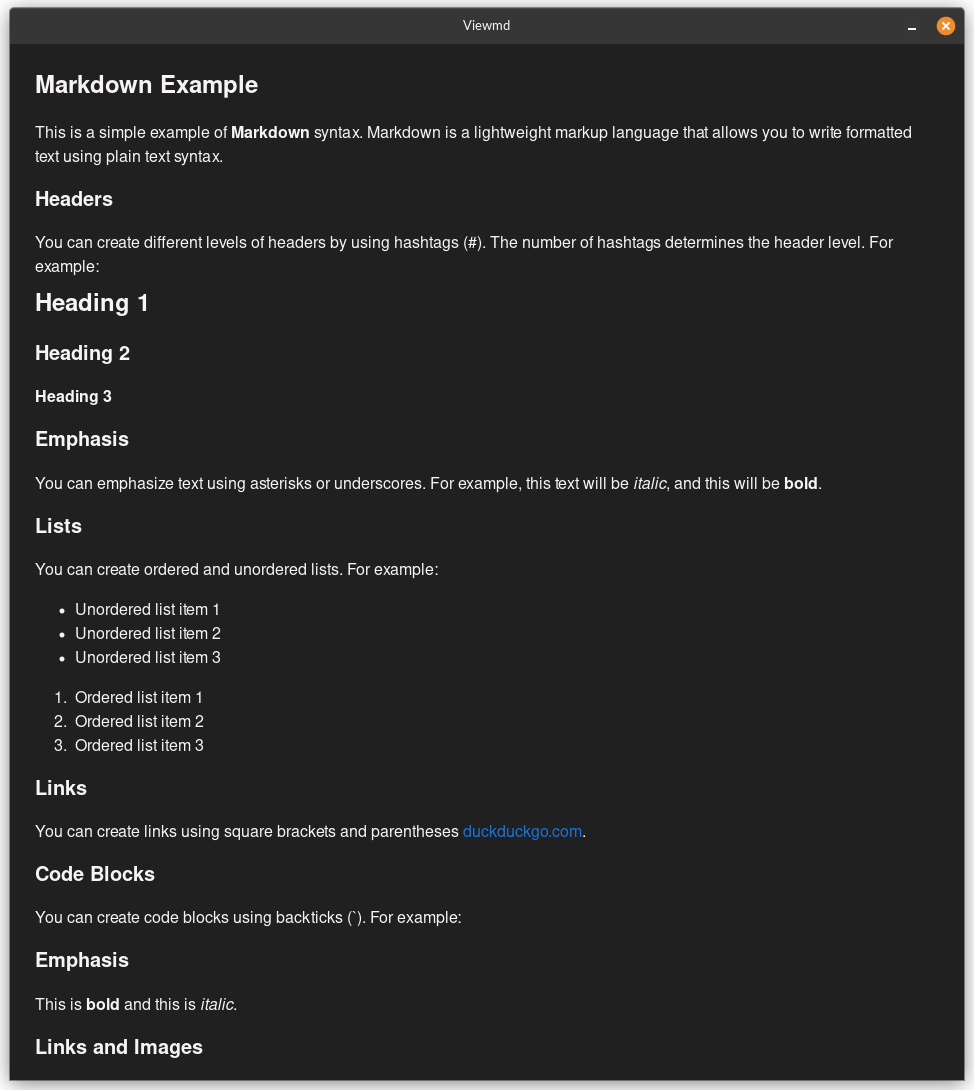 Viewmd
Markdown Example
This is a simple example of Markdown syntax. Markdown is a lightweight markup language that allows you to write formatted
text using plain text syntax.
Headers
You can create different levels of headers by using hashtags (#). The number of hashtags determines the header level. For
example:
Heading 1
Heading 2
Heading 3
Emphasis
You can emphasize text using asterisks or underscores. For example, this text will be italic, and this will be bold.
Lists
You can create ordered and unordered lists. For example:
• Unordered list item 1
• Unordered list item 2
• Unordered list item 3
1. Ordered list item 1
2. Ordered list item 2
3. Ordered list item 3
Links
You can create links using square brackets and parentheses duckduckgo.com.
Code Blocks
You can create code blocks using backticks (`). For example:
Emphasis
This is bold and this is italic.
Links and Images